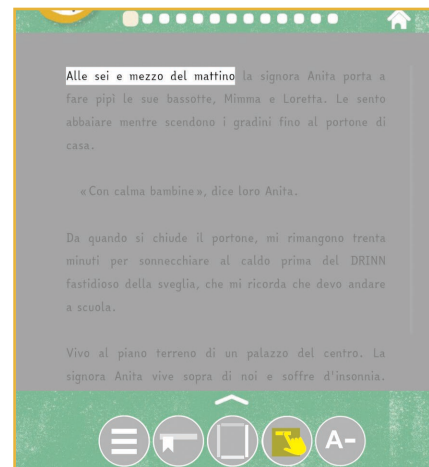 Alle sei e mezzo del mattino la signora Anita porta a
fare pipì le sue bassotte, Mimma e Loretta. Le sento
abbaiare mentre scendono i gradini fino al portone di
casa.
«Con calma bambine», dice loro Anita.
Da quando si chiude il portone, mi rimangono trenta
minuti per sonnecchiare al caldo prima del DRINN
fastidioso della sveglia, che mi ricorda che devo andare
a scuola.
Vivo al piano terreno di un palazzo del centro. La
signora Anita vive sopra di noi e soffre d'insonnia.
A-